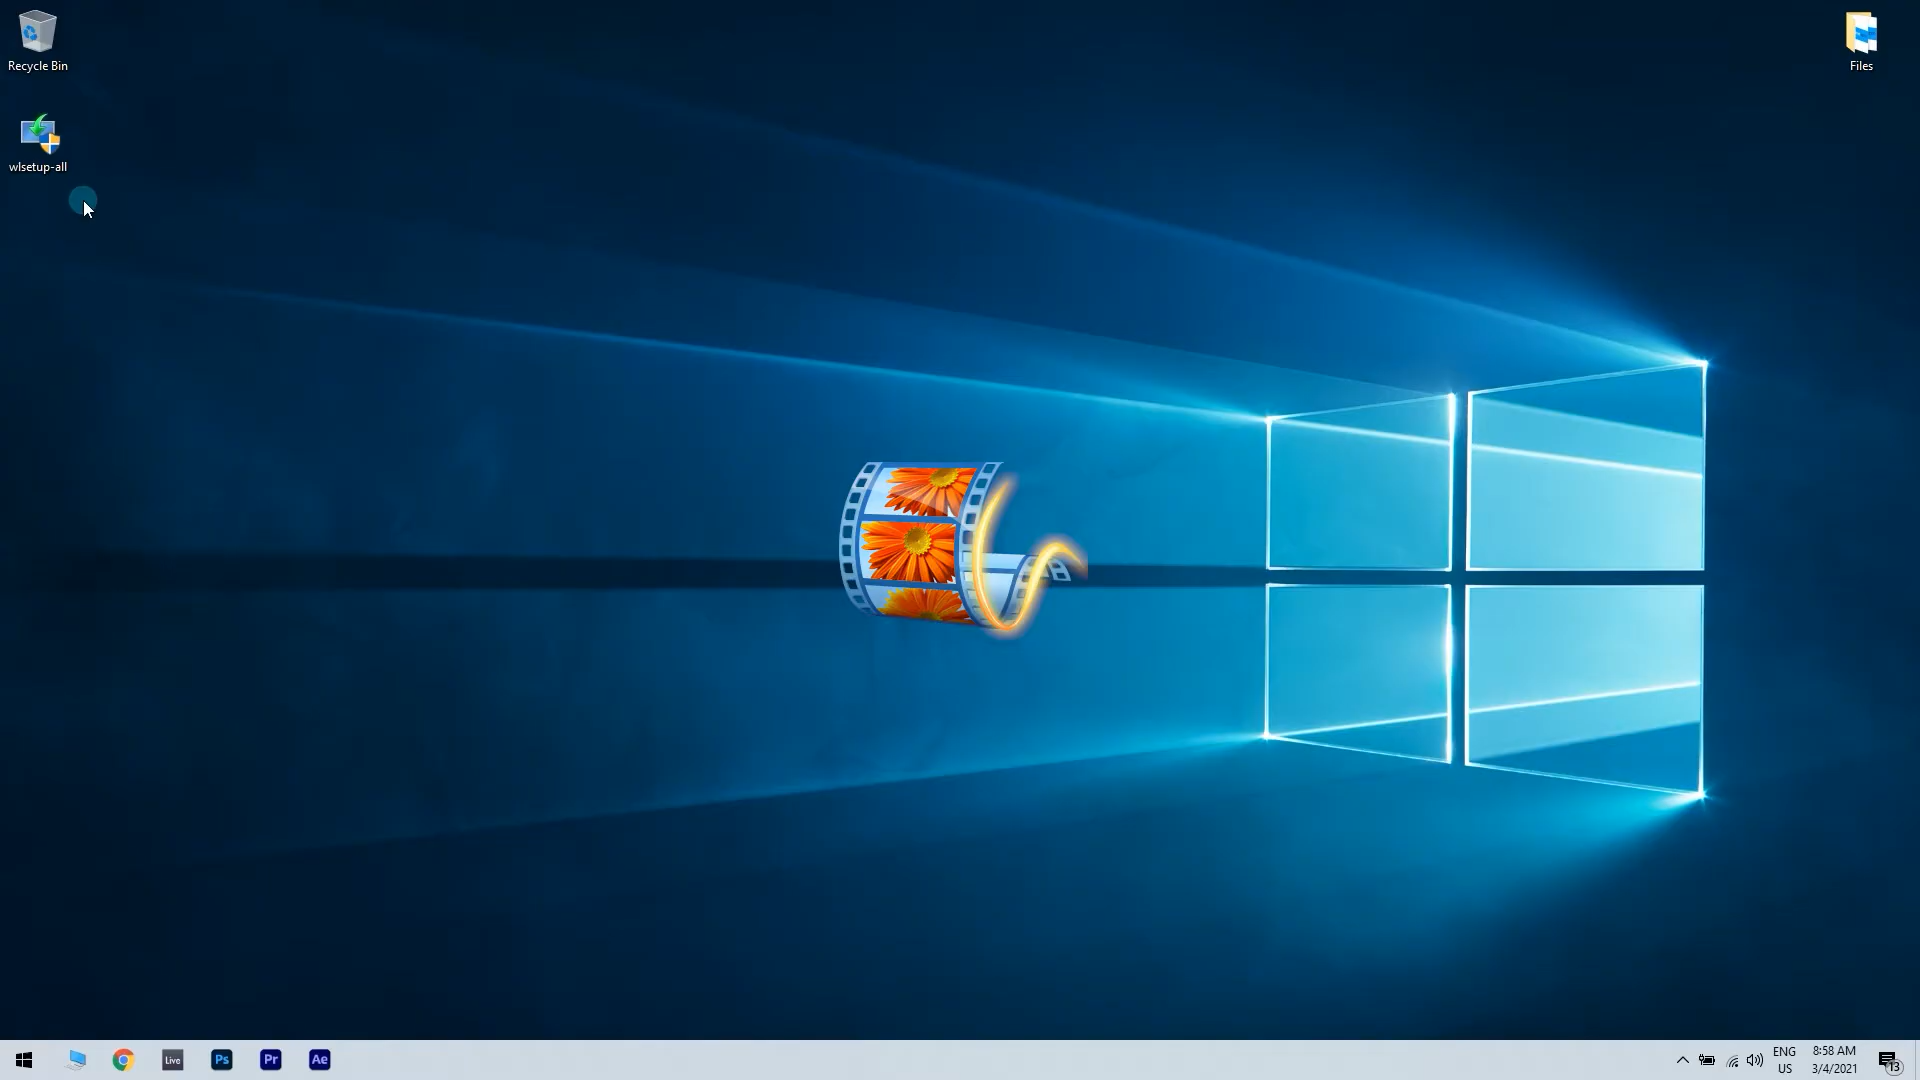 Recycle Bin
Files
wlsetup-all
Live
Ps
Pr
Ae
ENG
US
8:58 AM
3/4/2021
13